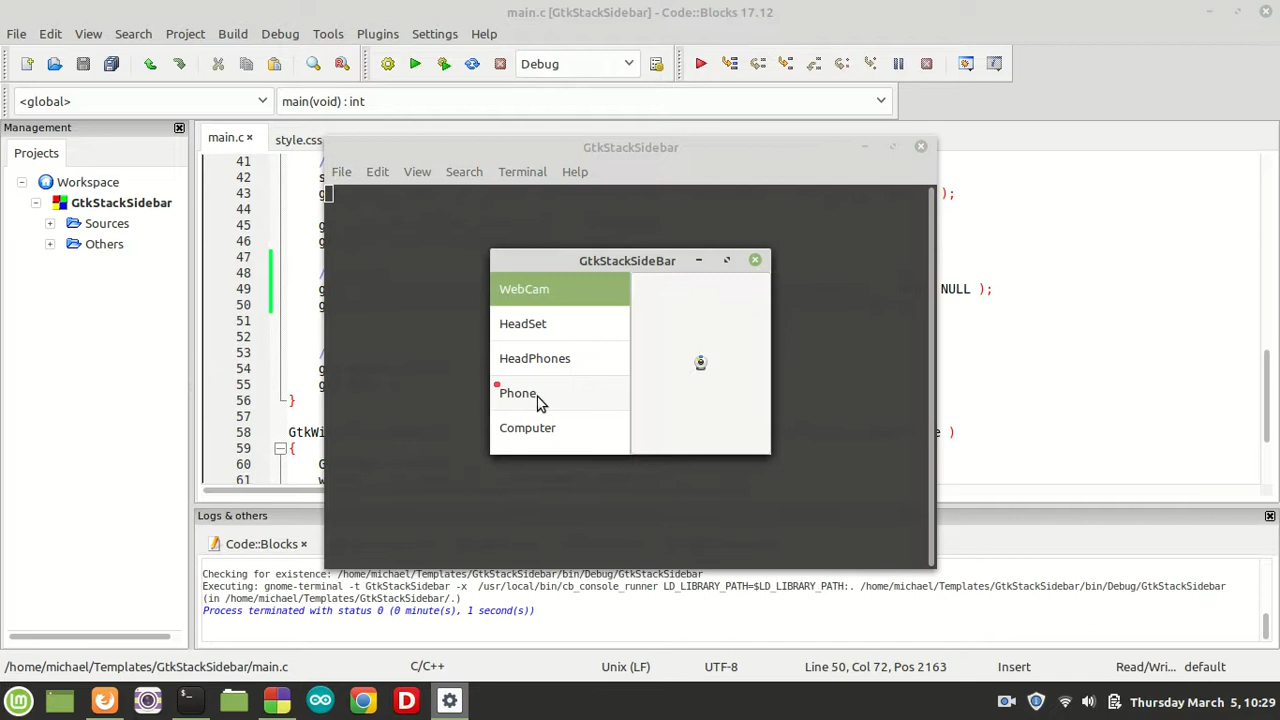 main.c [GtkStackSidebar] - Code::Blocks 17.12
File Edit View Search Project Build Debug Tools Plugins Settings Help
Debug
<global>
main(void) : int
Management
Projects
Workspace
GtkStackSidebar
Sources
Others
main.c
style.css
41 /
42 s
43 g );
44
45 g
46 g
47
48 /
49 g NULL );
50 g
51
52
53 /
54 g
55 g
56 }
57
58 GtkWi e )
59 {
60 G
61 w
GtkStackSidebar
File Edit View Search Terminal Help
GtkStackSideBar
WebCam
HeadSet
HeadPhones
Phone
Computer
Logs & others
Code::Blocks
Checking for existence: /home/michael/Templates/GtkStackSidebar/bin/Debug/GtkStackSidebar
Executing: gnome-terminal -t GtkStackSidebar -x /usr/local/bin/cb_console_runner LD_LIBRARY_PATH=$LD_LIBRARY_PATH:. /home/michael/Templates/GtkStackSidebar/bin/Debug/GtkStackSidebar
(in /home/michael/Templates/GtkStackSidebar/.)
Process terminated with status 0 (0 minute(s), 1 second(s))
/home/michael/Templates/GtkStackSidebar/main.c C/C++ Unix (LF) UTF-8 Line 50, Col 72, Pos 2163 Insert Read/Wri... default
Thursday March 5, 10:29